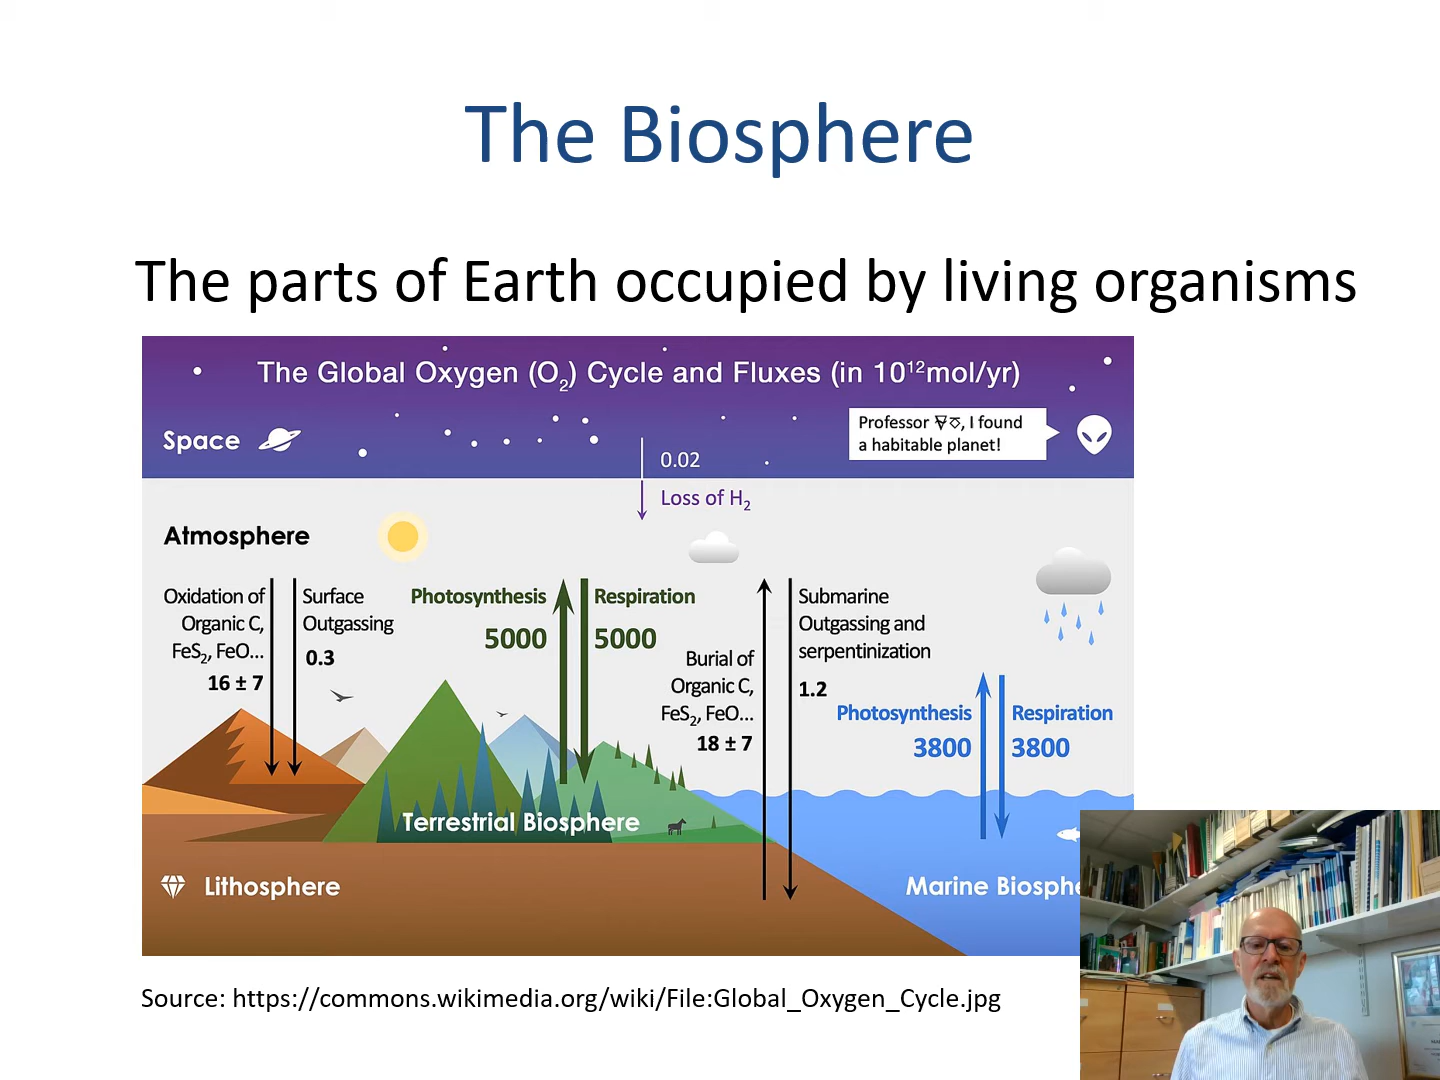 The Biosphere
The parts of Earth occupied by living organisms
The Global Oxygen (O₂) Cycle and Fluxes (in 10¹²mol/yr)
Space
Professor , I found
a habitable planet!
0.02
Loss of H₂
Atmosphere
Oxidation of
Organic C,
FeS₂, FeO...
16 ± 7
Surface
Outgassing
0.3
Photosynthesis
5000
Respiration
5000
Burial of
Organic C,
FeS₂, FeO...
18 ± 7
Submarine
Outgassing and
serpentinization
1.2
Photosynthesis
3800
Respiration
3800
Terrestrial Biosphere
Lithosphere
Marine Biosphe
Source: https://commons.wikimedia.org/wiki/File:Global_Oxygen_Cycle.jpg